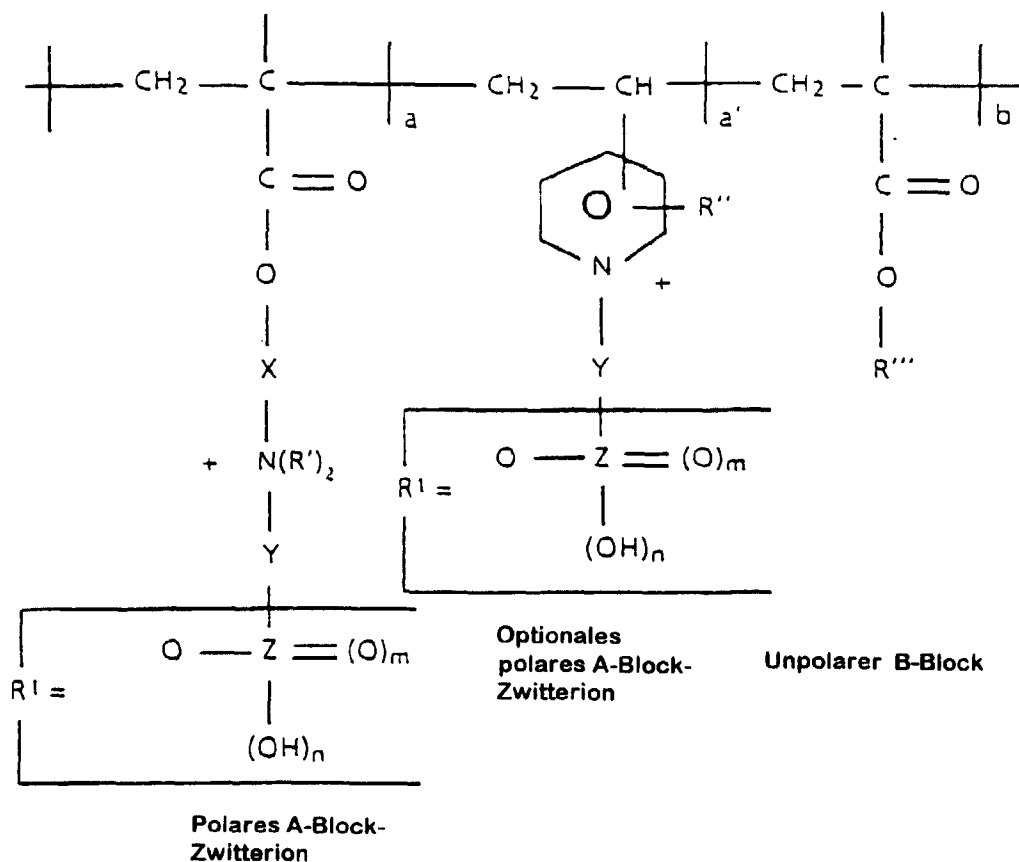 CH2 — C a CH2 — CH a' CH2 — C b
C = O O R'' C = O
N +
O O
X Y R'''
+ N(R')2 O — Z = (O)m
R1 =
Y (OH)n
O — Z = (O)m
R1 =
(OH)n
Optionales
polares A-Block-
Zwitterion
Unpolarer B-Block
Polares A-Block-
Zwitterion